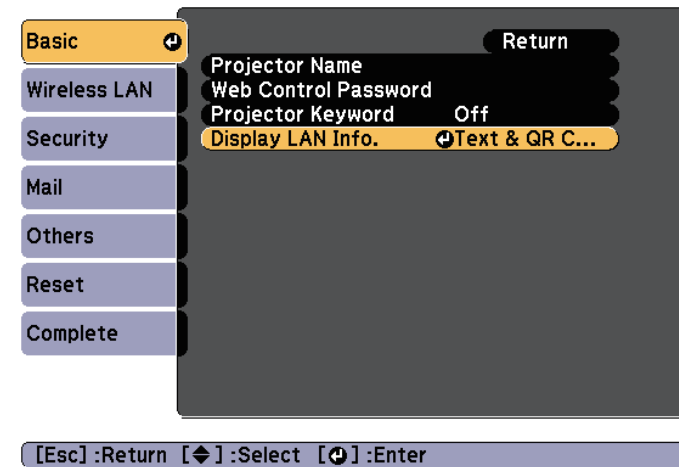 Basic
Wireless LAN
Security
Mail
Others
Reset
Complete
Return
Projector Name
Web Control Password
Projector Keyword Off
Display LAN Info. Text & QR C...
[Esc] :Return [ ] :Select [ ] :Enter